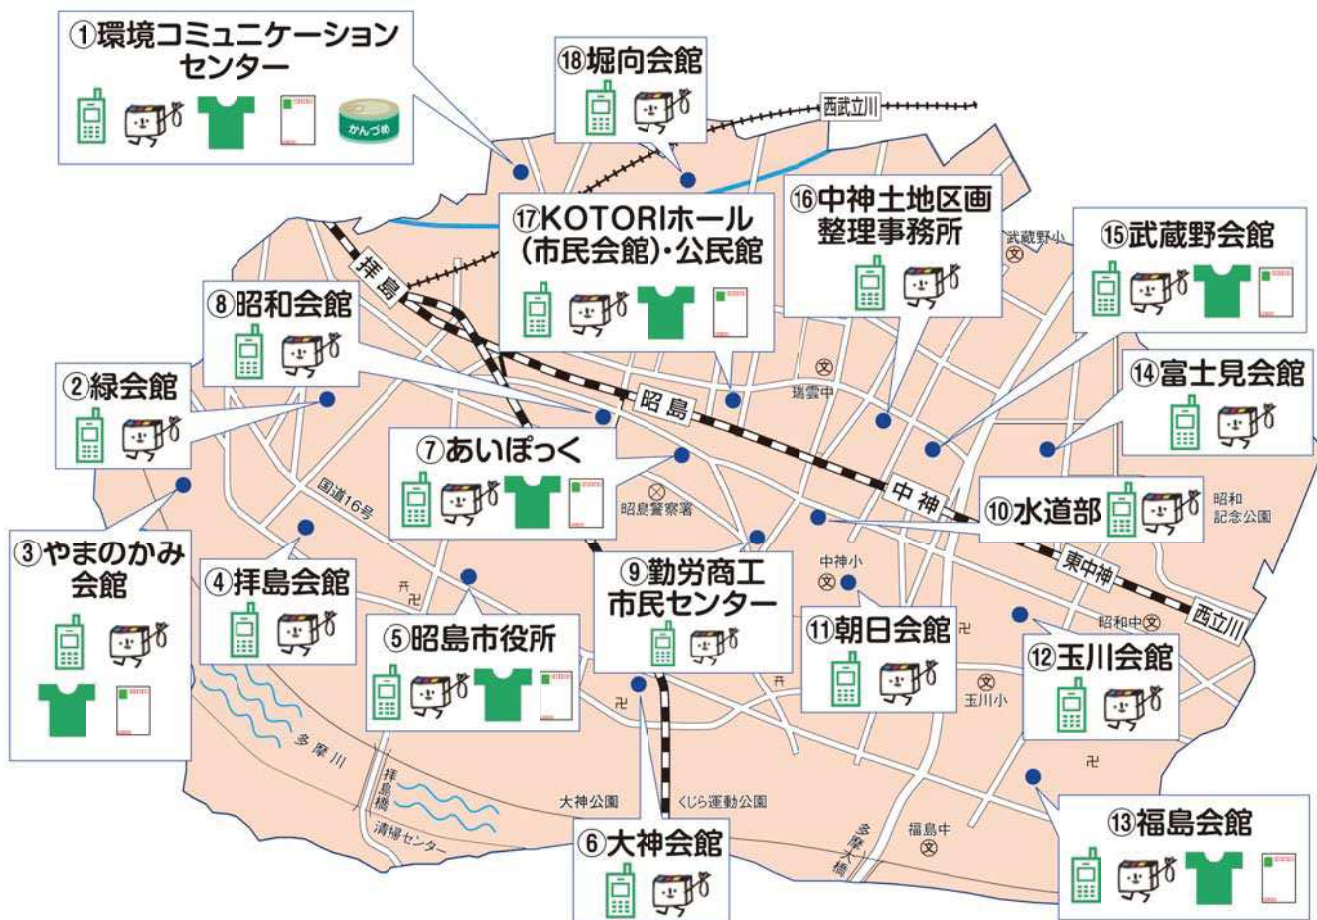 ①環境コミュニケーション
センター
かんづめ
⑱堀向会館
西武立川
⑰KOTORIホール
(市民会館)・公民館
⑯中神土地区画
整理事務所
武蔵野小
文
⑮武蔵野会館
拝島
⑧昭和会館
②緑会館
昭島
瑞雲中
文
⑭富士見会館
⑦あいぽっく
国道16号
昭島警察署
中神
⑩水道部
昭和
記念公園
③やまのかみ
会館
④拝島会館
⑤昭島市役所
⑨勤労商工
市民センター
中神小
文
⑪朝日会館
東中神
西立川
昭和中
文
⑫玉川会館
玉川小
文
多摩川
拝島橋
清掃センター
大神公園
くじら運動公園
⑥大神会館
多摩大橋
福島中
文
⑬福島会館